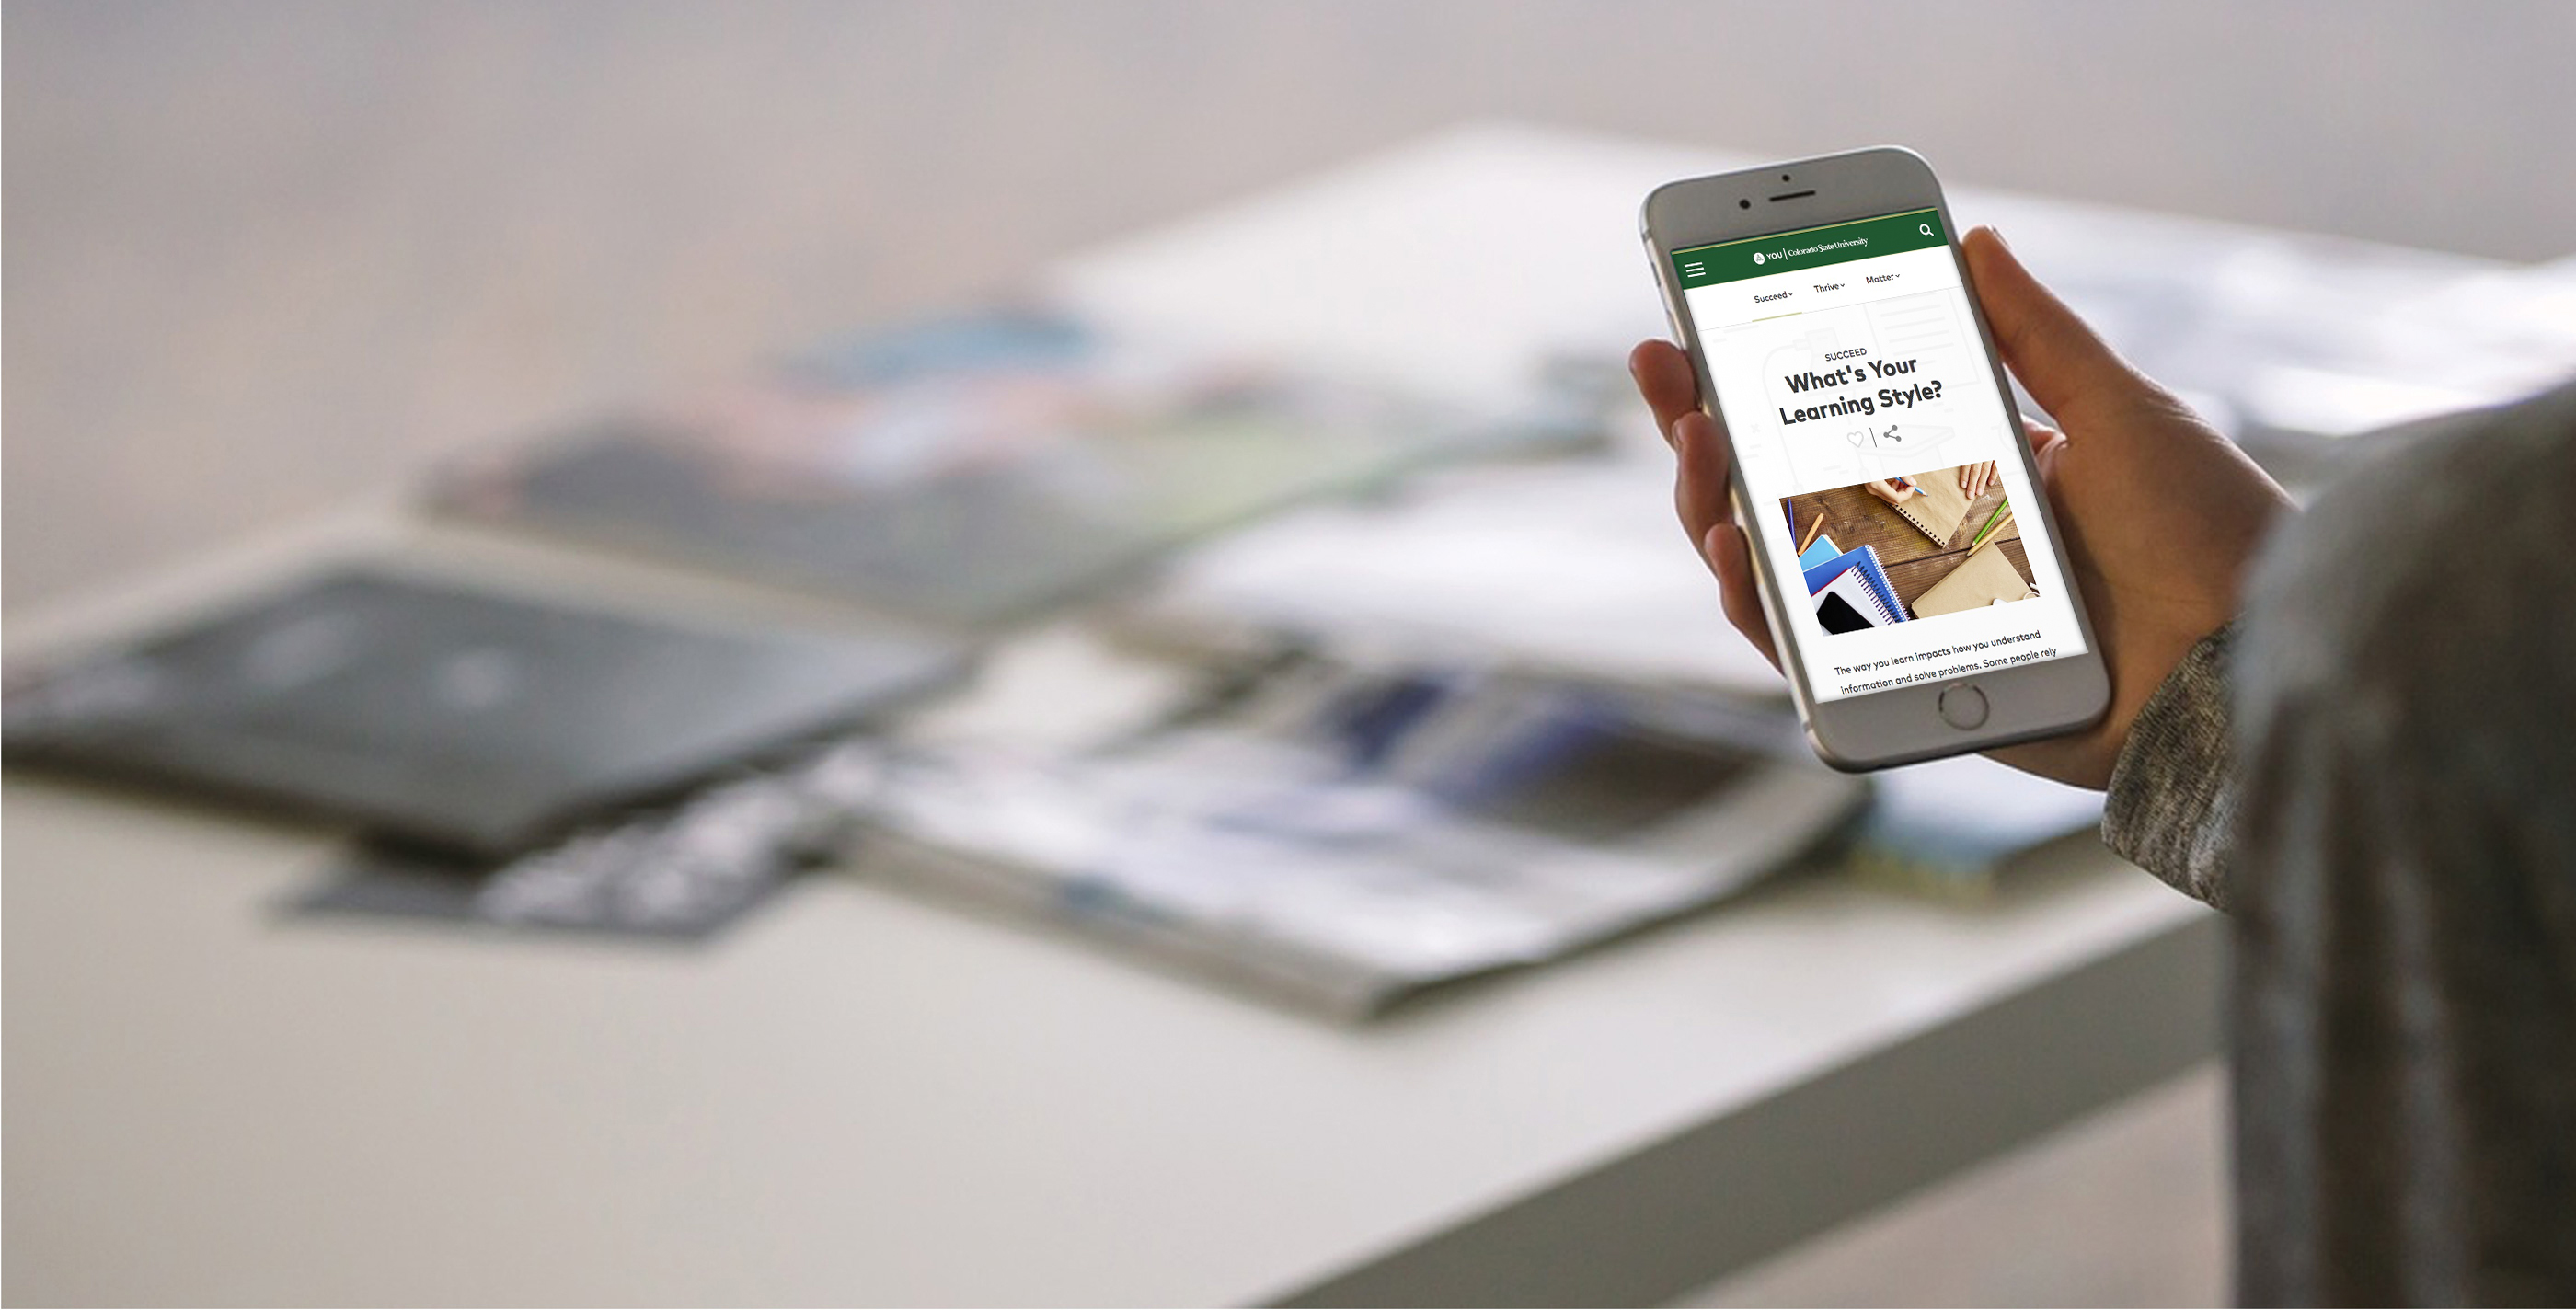 YOU | Colorado State University
Succeed
Thrive
Matter
SUCCEED
What's Your
Learning Style?
The way you learn impacts how you understand
information and solve problems. Some people rely